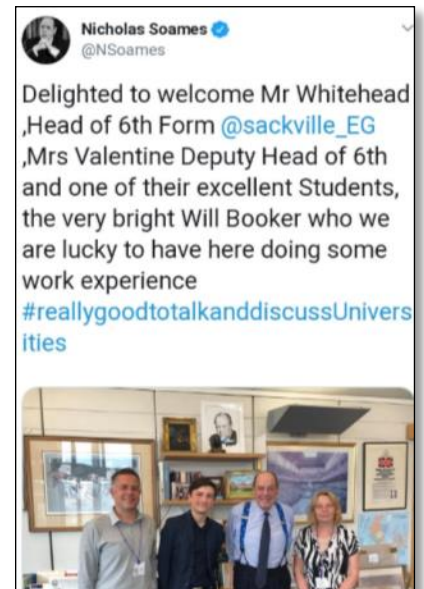 Nicholas Soames
@NSoames
Delighted to welcome Mr Whitehead
,Head of 6th Form @sackville_EG
,Mrs Valentine Deputy Head of 6th
and one of their excellent Students,
the very bright Will Booker who we
are lucky to have here doing some
work experience
#reallygoodtotalkanddiscussUnivers
ities